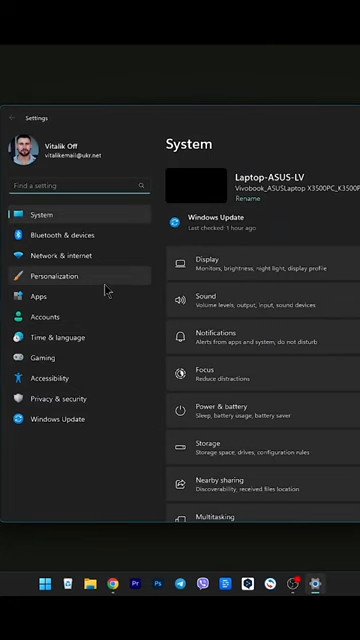 Settings
Vitalik Off
vitalikemail@ukr.net
Find a setting
System
Bluetooth & devices
Network & internet
Personalization
Apps
Accounts
Time & language
Gaming
Accessibility
Privacy & security
Windows Update
System
Laptop-ASUS-LV
Vivobook_ASUSLaptop X3500PC_K3500
Rename
Windows Update
Last checked: 1 hour ago
Display
Monitors, brightness, night light, display profile
Sound
Volume levels, output, input, sound devices
Notifications
Alerts from apps and system, do not disturb
Focus
Reduce distractions
Power & battery
Sleep, battery usage, battery saver
Storage
Storage space, drives, configuration rules
Nearby sharing
Discoverability, received files location
Multitasking
Pr
Ps